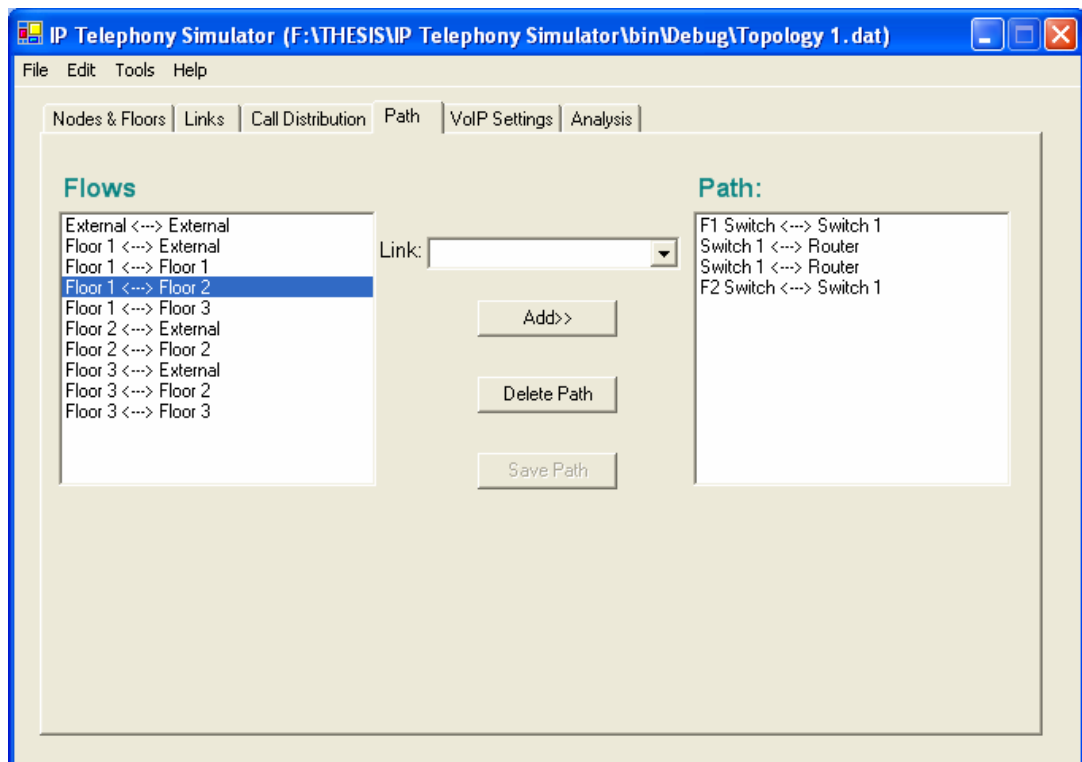 IP Telephony Simulator (F:\THESIS\IP Telephony Simulator\bin\Debug\Topology 1.dat)
File Edit Tools Help
Nodes & Floors Links Call Distribution Path VoIP Settings Analysis
Flows
External <---> External
Floor 1 <---> External
Floor 1 <---> Floor 1
Floor 1 <---> Floor 2
Floor 1 <---> Floor 3
Floor 2 <---> External
Floor 2 <---> Floor 2
Floor 3 <---> External
Floor 3 <---> Floor 2
Floor 3 <---> Floor 3
Link:
Add>>
Delete Path
Save Path
Path:
F1 Switch <---> Switch 1
Switch 1 <---> Router
Switch 1 <---> Router
F2 Switch <---> Switch 1